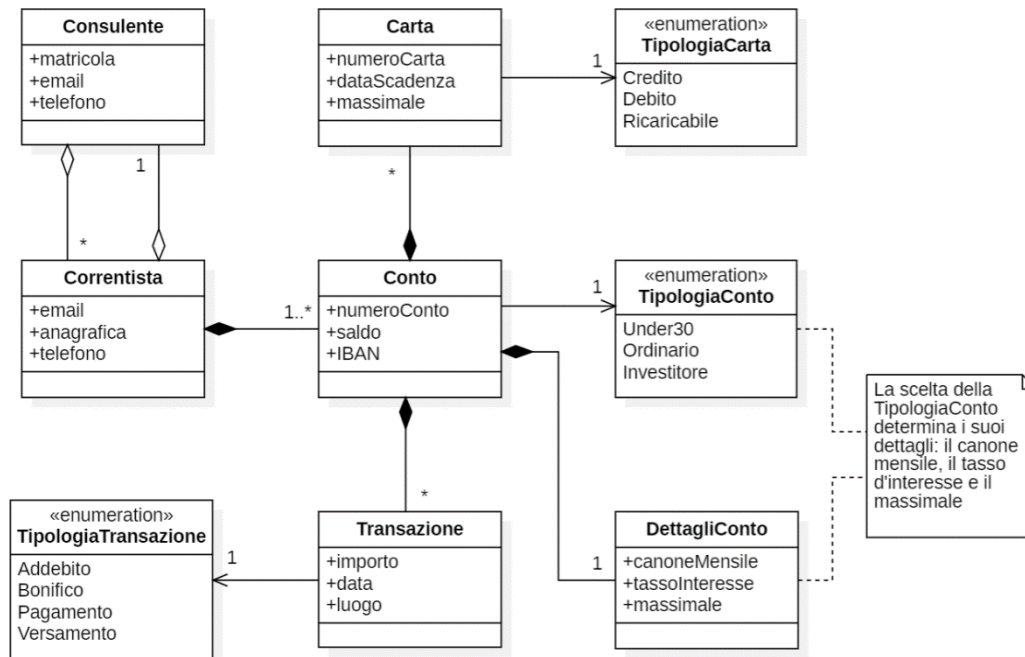 Consulente
+matricola
+email
+telefono
Carta
+numeroCarta
+dataScadenza
+massimale
1
«enumeration»
TipologiaCarta
Credito
Debito
Ricaricabile
1
*
*
Correntista
+email
+anagrafica
+telefono
1..*
Conto
+numeroConto
+saldo
+IBAN
1
«enumeration»
TipologiaConto
Under30
Ordinario
Investitore
La scelta della
TipologiaConto
determina i suoi
dettagli: il canone
mensile, il tasso
d'interesse e il
massimale
*
«enumeration»
TipologiaTransazione
Addebito
Bonifico
Pagamento
Versamento
1
Transazione
+importo
+data
+luogo
1
DettagliConto
+canoneMensile
+tassoInteresse
+massimale